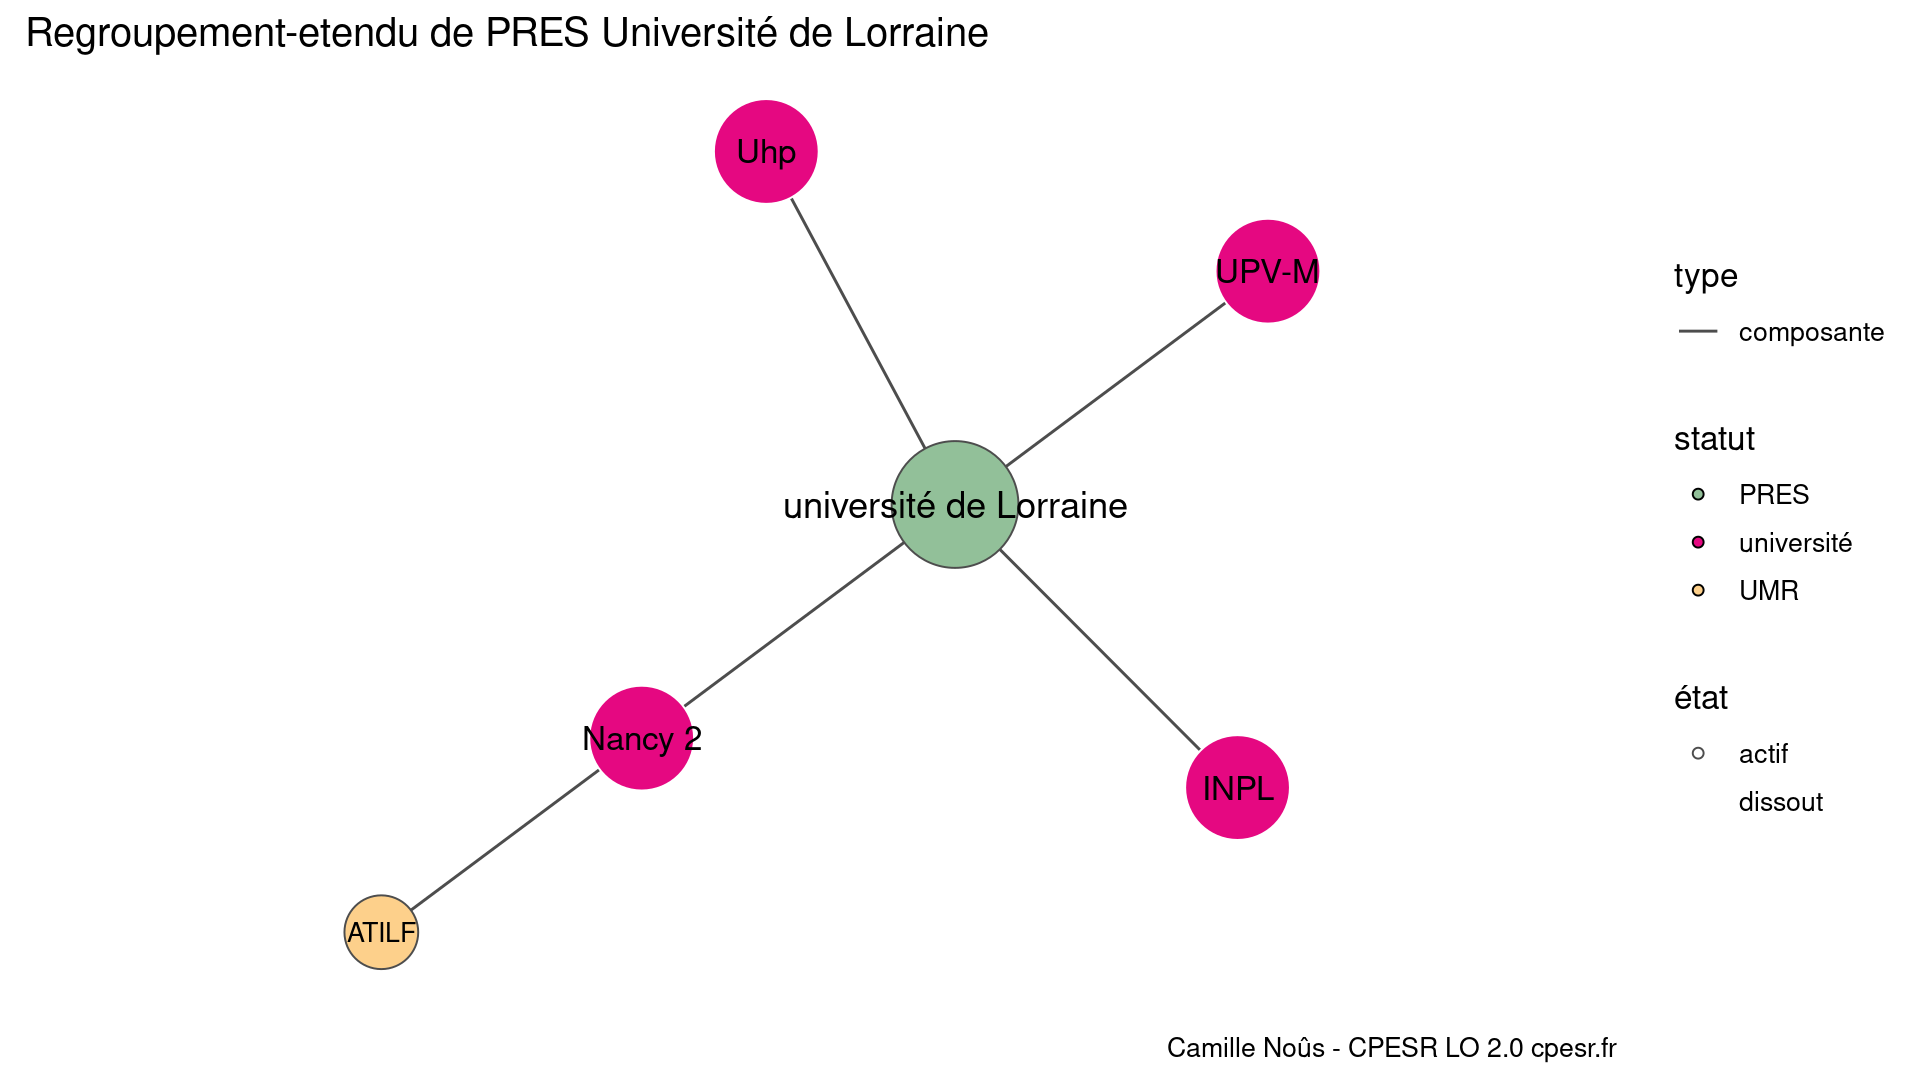 Regroupement-etendu de PRES Université de Lorraine
Uhp
UPV-M
université de Lorraine
Nancy 2
INPL
ATILF
type
composante
statut
PRES
université
UMR
état
actif
dissout
Camille Noûs - CPESR LO 2.0 cpesr.fr